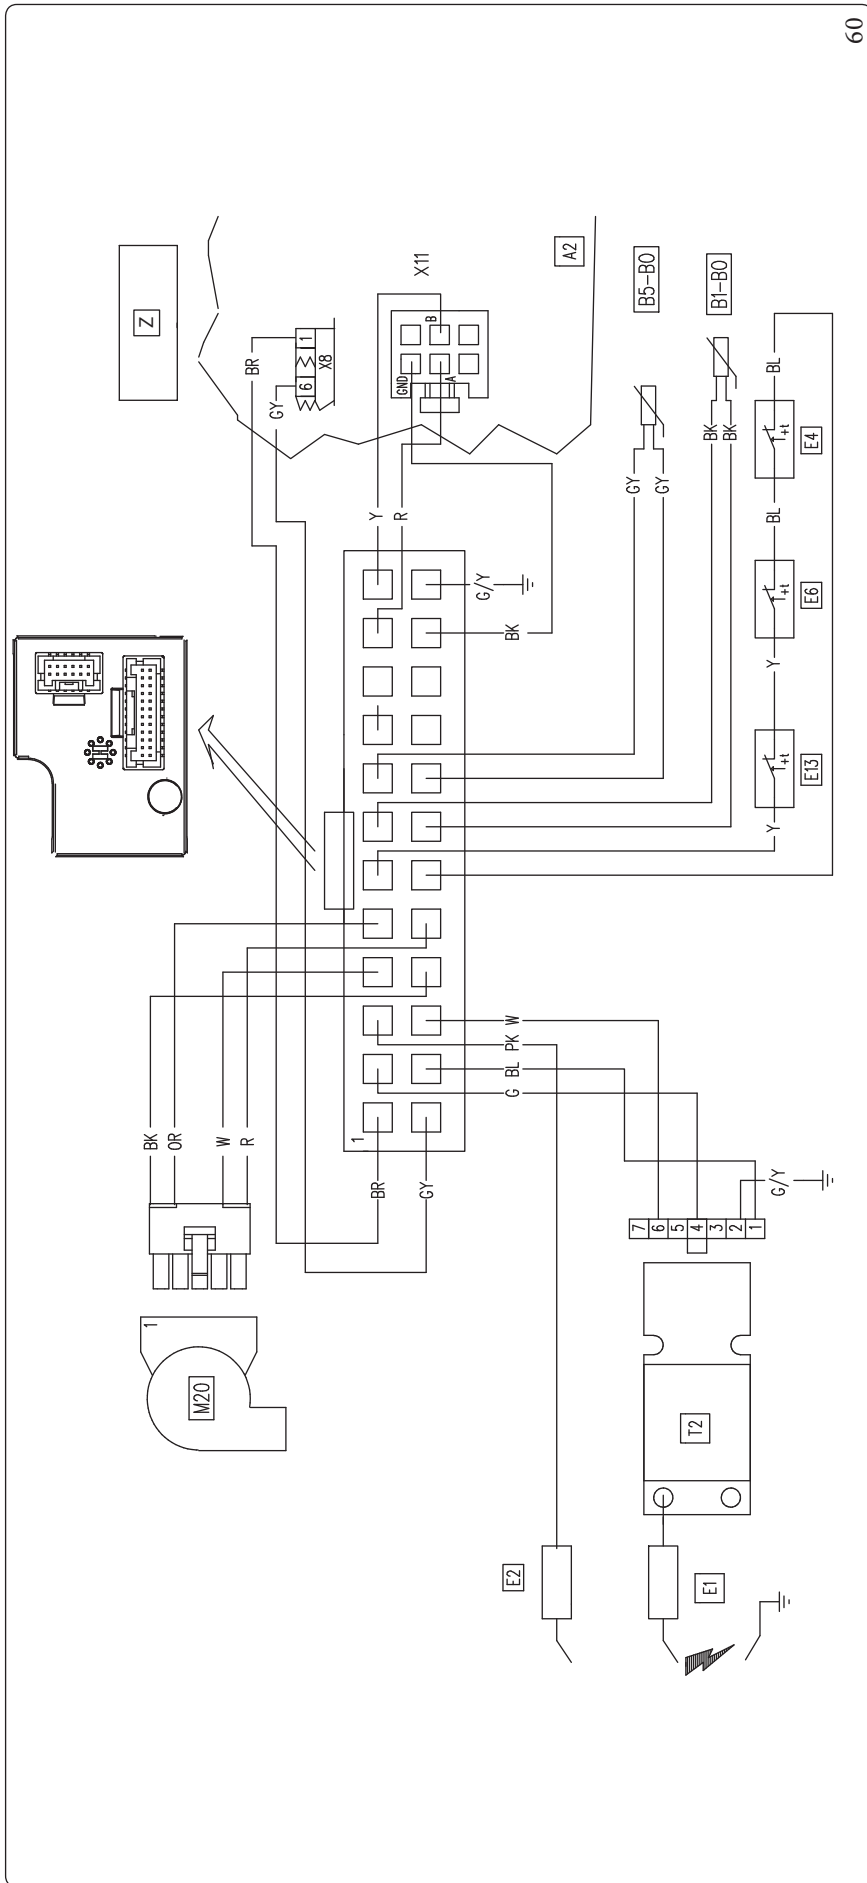 60
Z
A2
X11
B
GND
A
BR
GY
1
6
X8
B5-B0
B1-B0
GY
GY
BK
BK
BL
E4
BL
E6
Y
E13
Y
+t
+t
+t
Y
R
G/Y
BK
1
BR
GY
BK
OR
W
R
1
M20
W
PK
BL
G
G/Y
7
6
5
4
3
2
1
T2
E2
E1